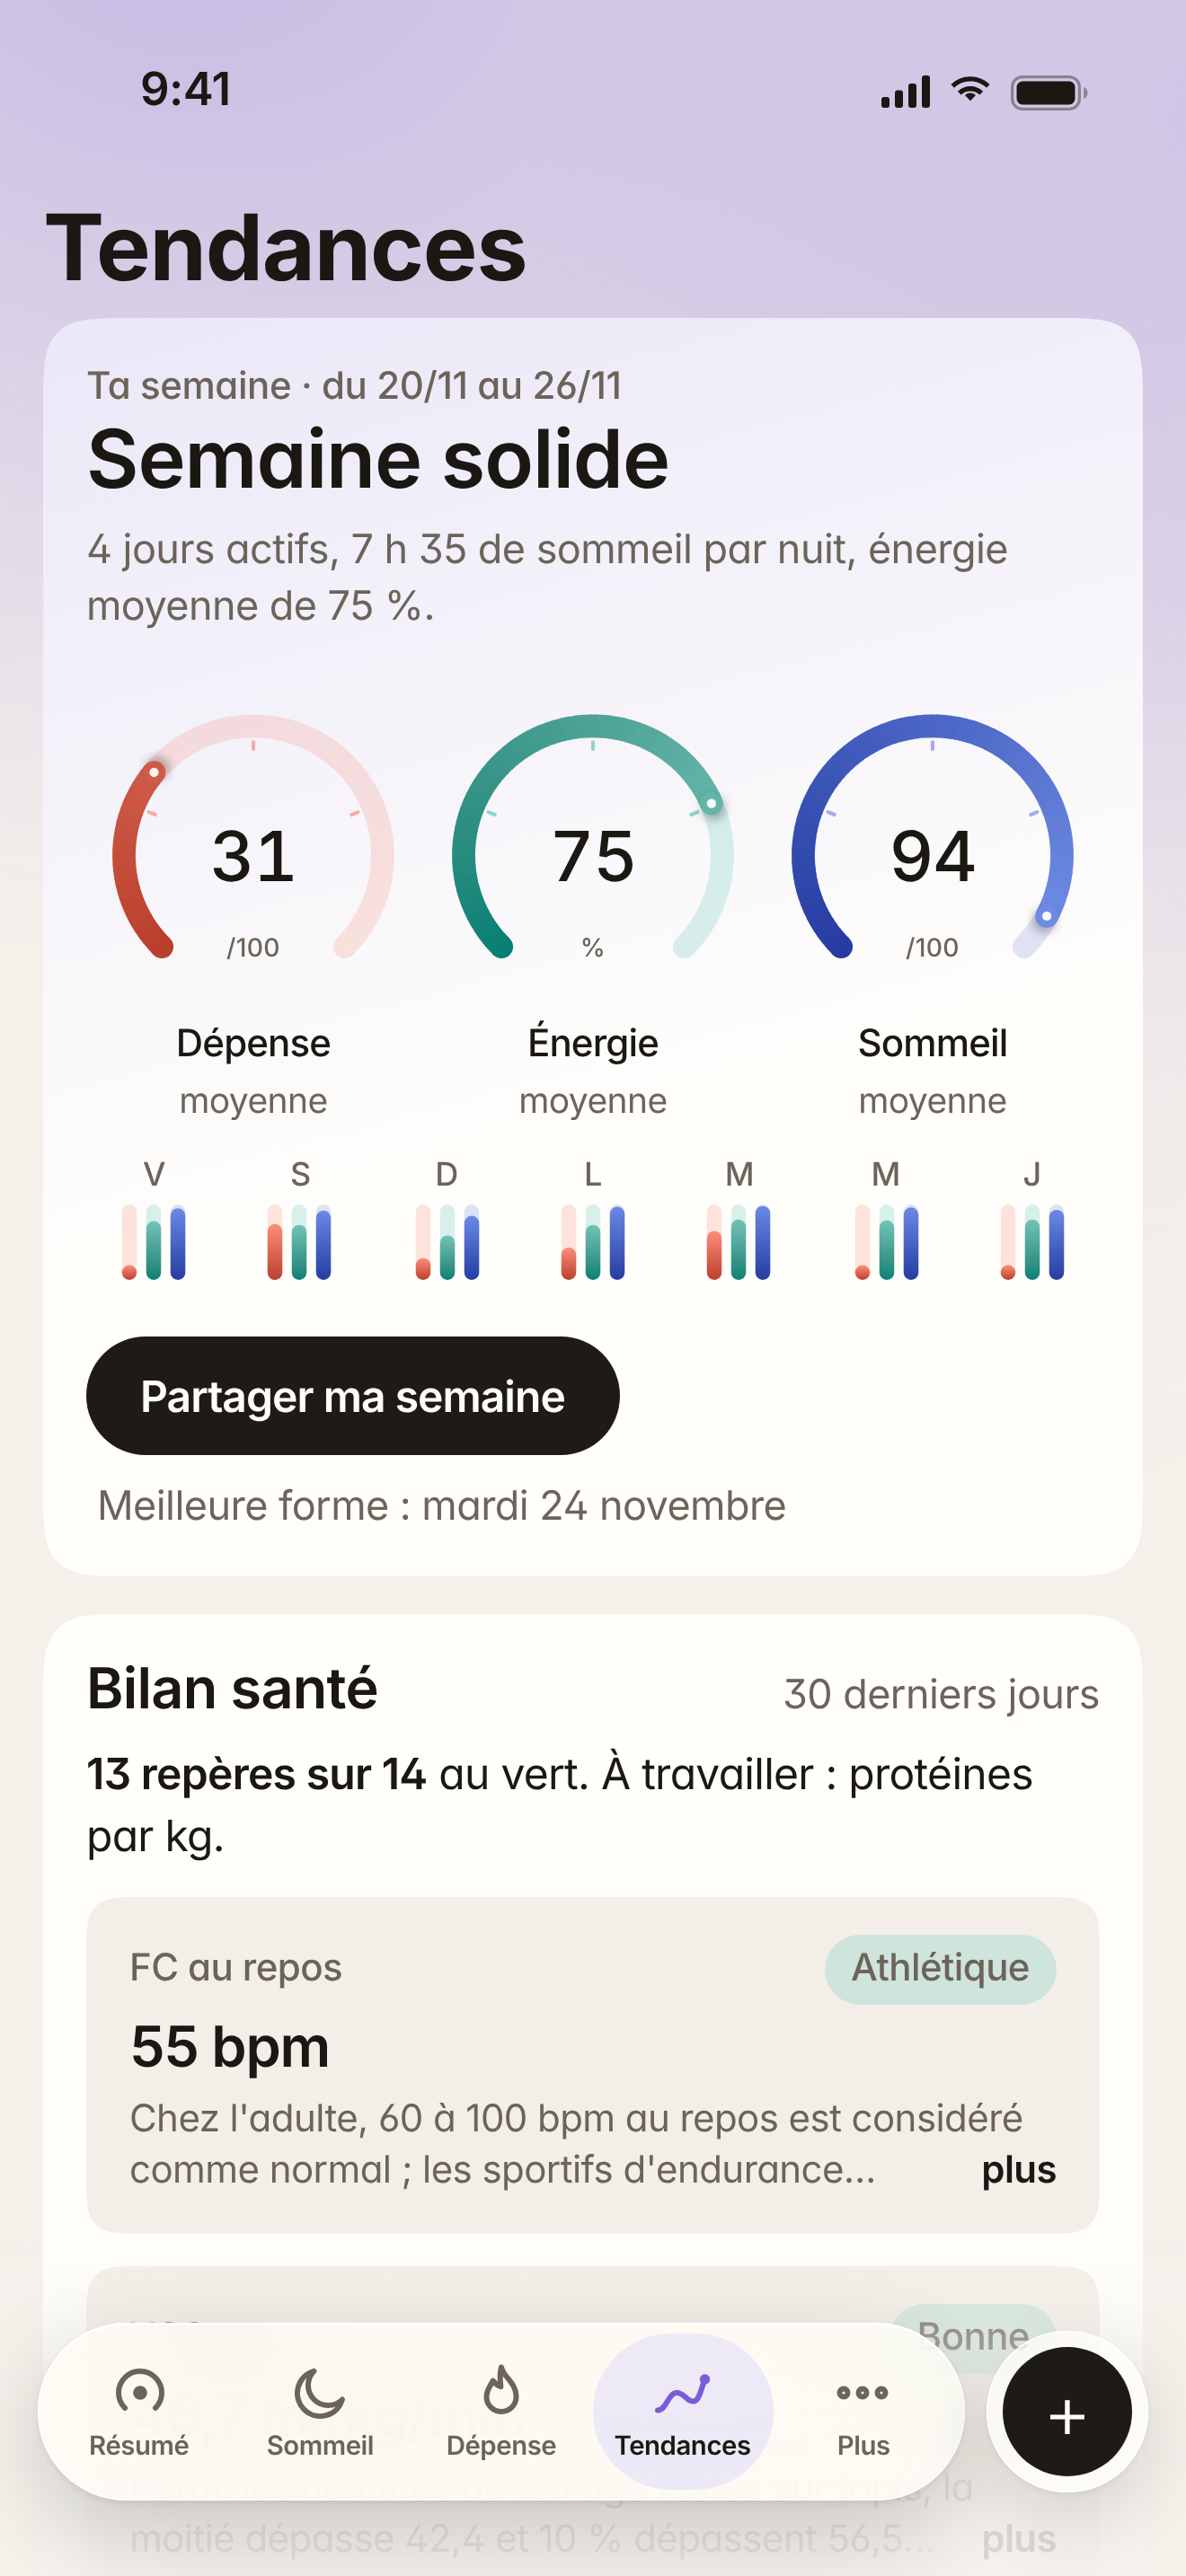 9:41
Tendances
Ta semaine · du 20/11 au 26/11
Semaine solide
4 jours actifs, 7 h 35 de sommeil par nuit, énergie
moyenne de 75 %.
31 75 94
/100 % /100
Dépense Énergie Sommeil
moyenne moyenne moyenne
V S D L M M J
Partager ma semaine
Meilleure forme : mardi 24 novembre
Bilan santé 30 derniers jours
13 repères sur 14 au vert. À travailler : protéines
par kg.
FC au repos Athlétique
55 bpm
Chez l'adulte, 60 à 100 bpm au repos est considéré
comme normal ; les sportifs d'endurance... plus
Bonne
Résumé Sommeil Dépense Tendances Plus +
la
moitié dépasse 42,4 et 10 % dépassent 56,5... plus